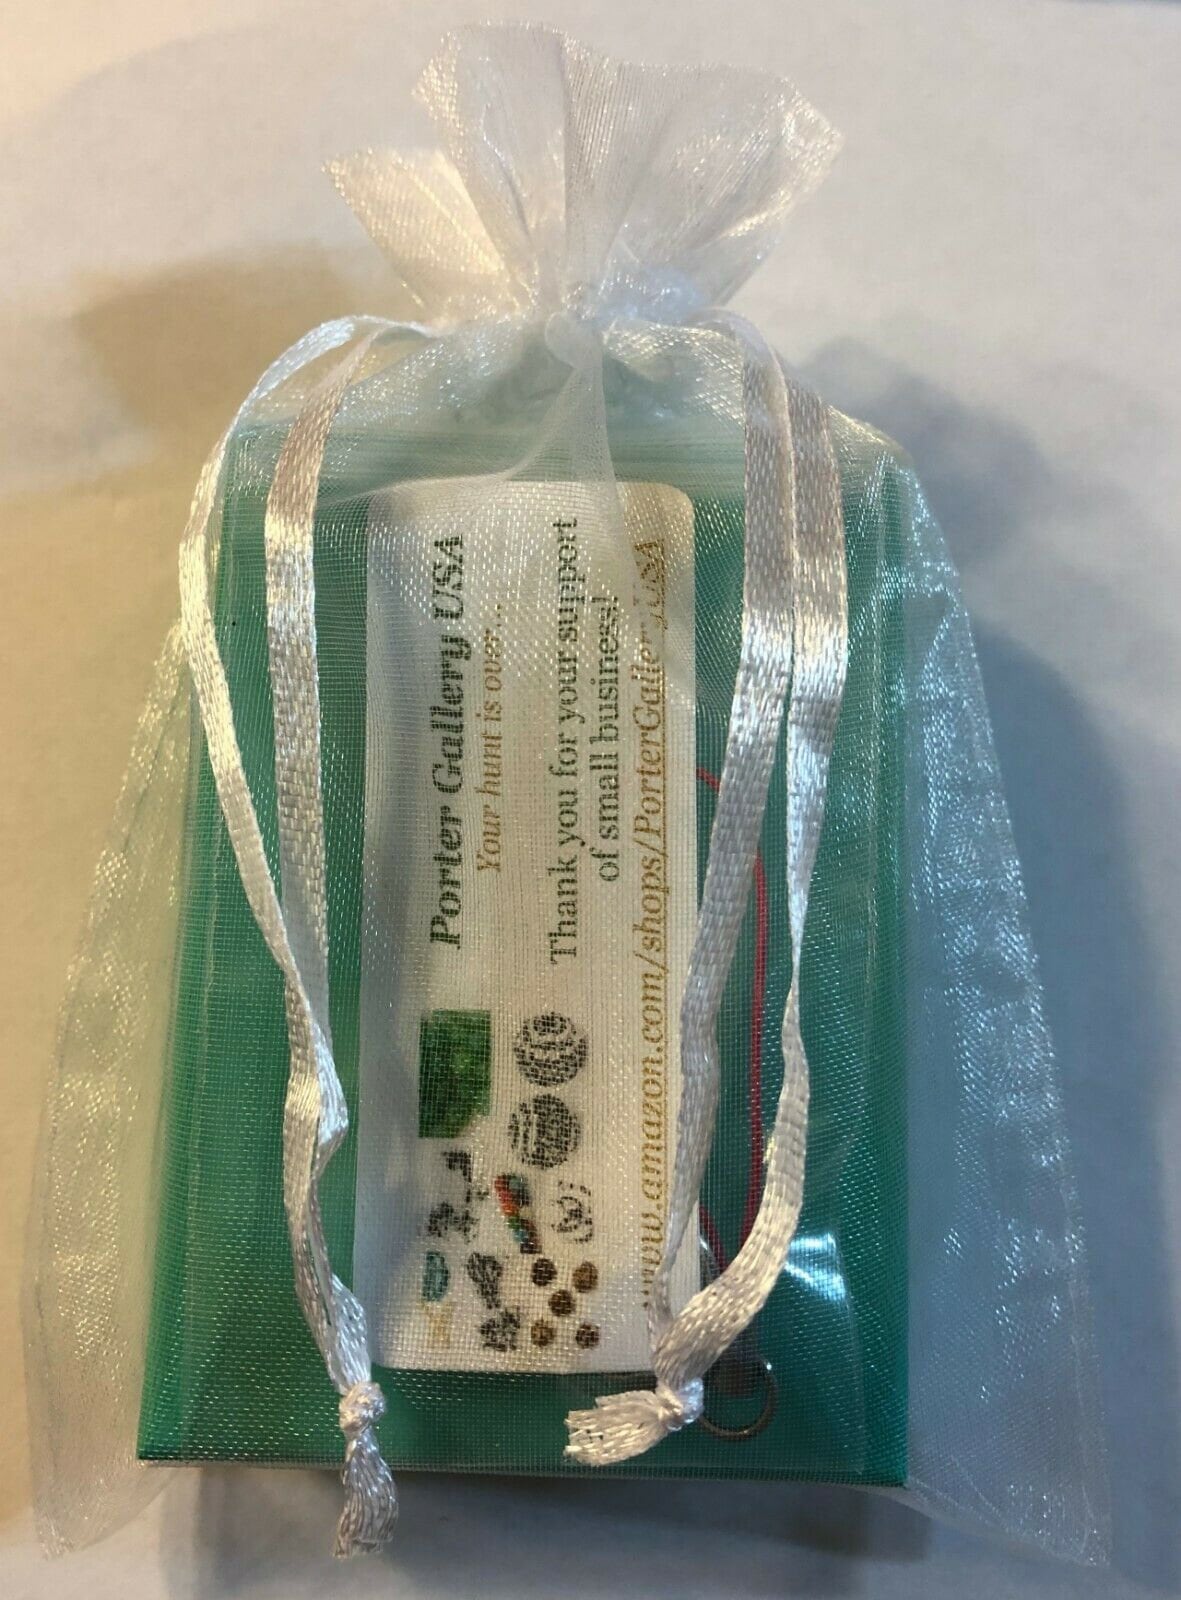 Porter Gallery USA
Your hunt is over...
Thank you for your support
of small business!
www.amazon.com/shops/PorterGalleryUSA